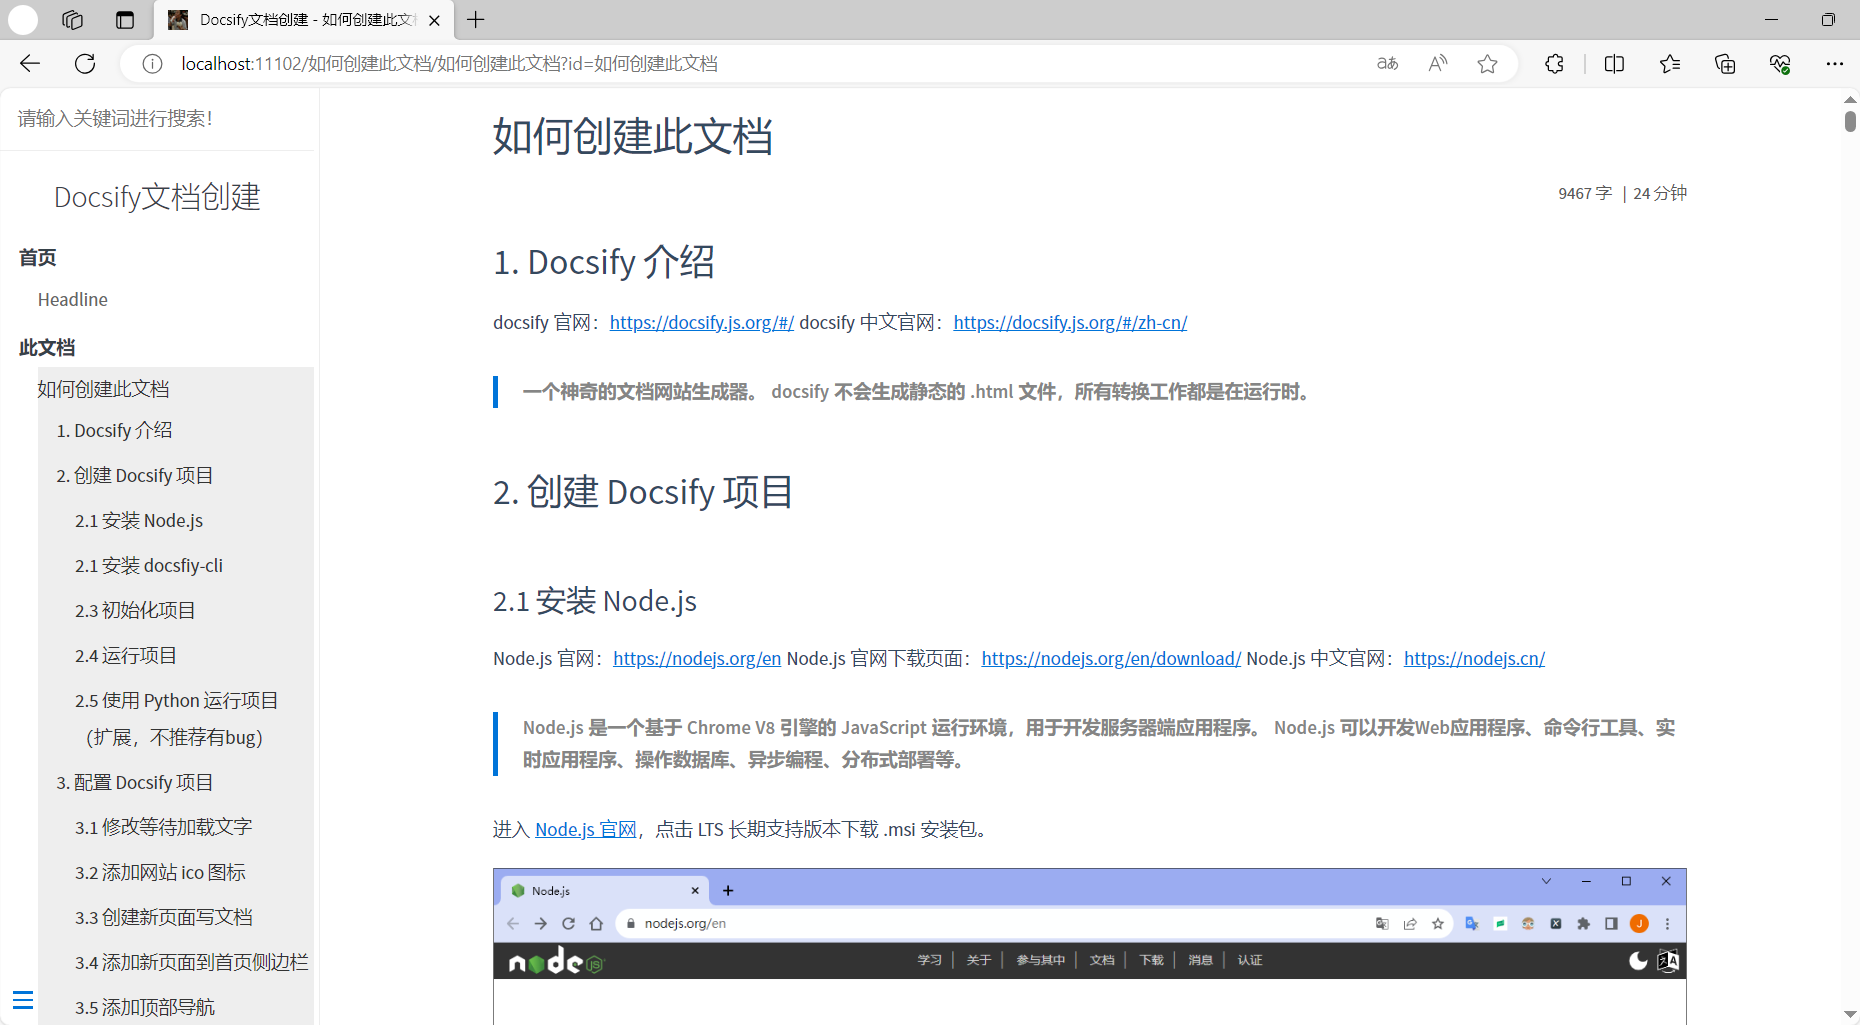 Docsify文档创建 - 如何创建此文
localhost:11102/如何创建此文档/如何创建此文档?id=如何创建此文档
请输入关键词进行搜索!
Docsify文档创建
首页
Headline
此文档
如何创建此文档
1. Docsify 介绍
2. 创建 Docsify 项目
2.1 安装 Node.js
2.1 安装 docsfiy-cli
2.3 初始化项目
2.4 运行项目
2.5 使用 Python 运行项目
（扩展，不推荐有bug）
3. 配置 Docsify 项目
3.1 修改等待加载文字
3.2 添加网站 ico 图标
3.3 创建新页面写文档
3.4 添加新页面到首页侧边栏
3.5 添加顶部导航
如何创建此文档
9467 字 | 24 分钟
1. Docsify 介绍
docsify 官网：https://docsify.js.org/#/ docsify 中文官网：https://docsify.js.org/#/zh-cn/
一个神奇的文档网站生成器。 docsify 不会生成静态的 .html 文件，所有转换工作都是在运行时。
2. 创建 Docsify 项目
2.1 安装 Node.js
Node.js 官网：https://nodejs.org/en Node.js 官网下载页面：https://nodejs.org/en/download/ Node.js 中文官网：https://nodejs.cn/
Node.js 是一个基于 Chrome V8 引擎的 JavaScript 运行环境，用于开发服务器端应用程序。 Node.js 可以开发Web应用程序、命令行工具、实
时应用程序、操作数据库、异步编程、分布式部署等。
进入 Node.js 官网，点击 LTS 长期支持版本下载 .msi 安装包。
Node.js
nodejs.org/en
J
node JS 学习 | 关于 | 参与其中 | 文档 | 下载 | 消息 | 认证